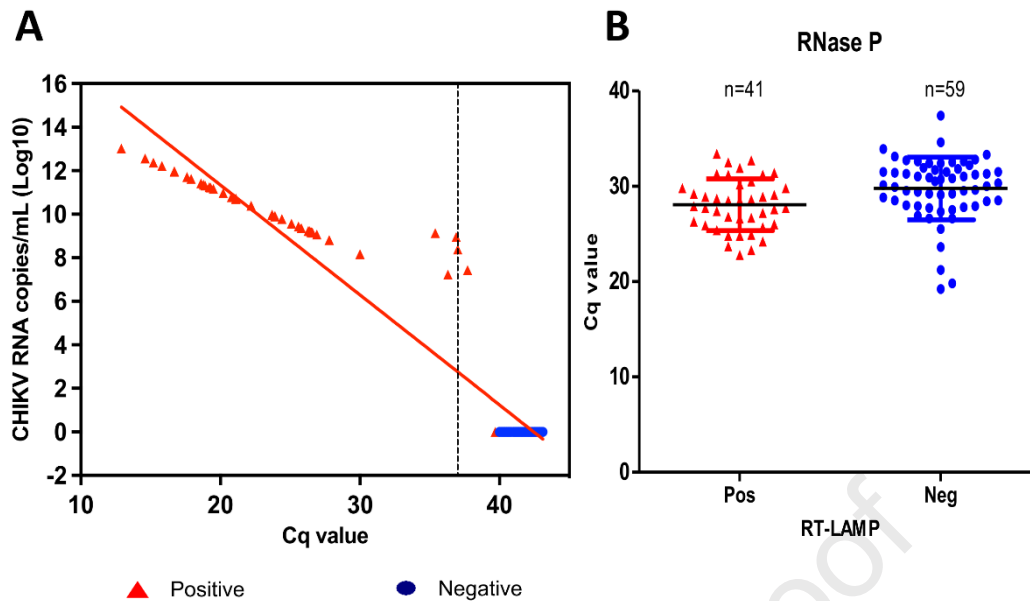 A
CHIKV RNA copies/mL (Log10)
16
14
12
10
8
6
4
2
0
-2
10
20
30
40
Cq value
Positive
Negative
B
RNase P
n=41
n=59
Cq value
40
30
20
10
0
Pos
Neg
RT-LAMP